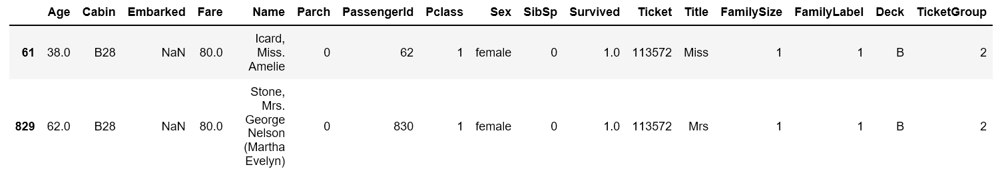 Age Cabin Embarked Fare Name Parch PassengerId Pclass Sex SibSp Survived Ticket Title FamilySize FamilyLabel Deck TicketGroup
61 38.0 B28 NaN 80.0 Icard, Miss. Amelie 0 62 1 female 0 1.0 113572 Miss 1 1 B 2
829 62.0 B28 NaN 80.0 Stone, Mrs. George Nelson (Martha Evelyn) 0 830 1 female 0 1.0 113572 Mrs 1 1 B 2